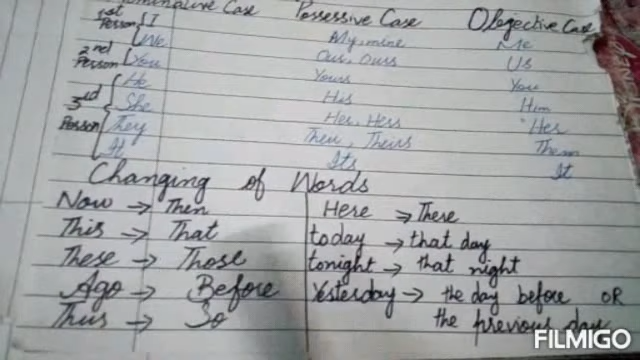 Nominative Case Possessive Case Obejective Case
1st Person I My, mine Me
We Our, Ours Us
2nd Person You Yours You
He His Him
3rd Person She Her, Hers Her
They Their, Theirs Them
It Its It
Changing of Words
Now → Then Here → There
This → That today → that day
These → Those tonight → that night
Ago → Before Yesterday → the day before OR
Thus → So the previous day
FILMIGO